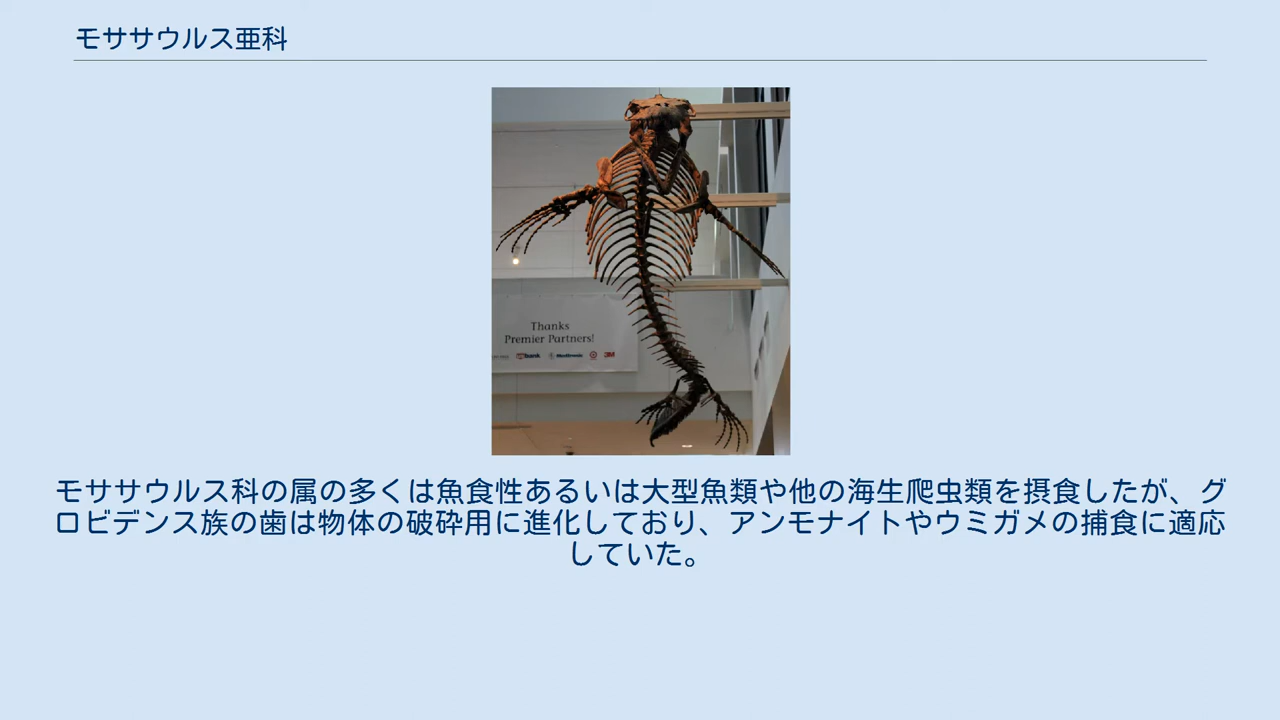 モササウルス亜科
Thanks
Premier Partners!
bank
Medtronic
3M
モササウルス科の属の多くは魚食性あるいは大型魚類や他の海生爬虫類を摂食したが、グ
ロビデンス族の歯は物体の破砕用に進化しており、アンモナイトやウミガメの捕食に適応
していた。